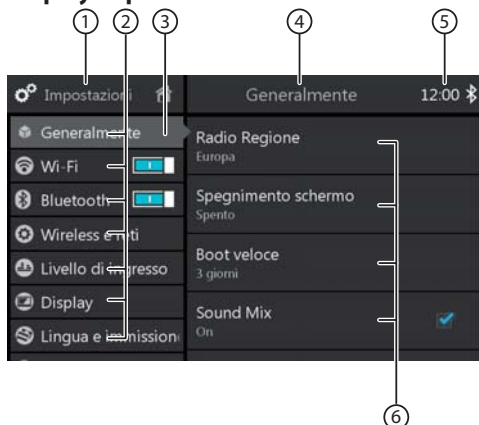 1 2 3 4 5
Impostazioni Generalmente 12:00
Generalmente
Wi-Fi
Bluetooth
Wireless e reti
Livello di ingresso
Display
Lingua e immission
Radio Regione
Europa
Spegnimento schermo
Spento
Boot veloce
3 giorni
Sound Mix
On
6